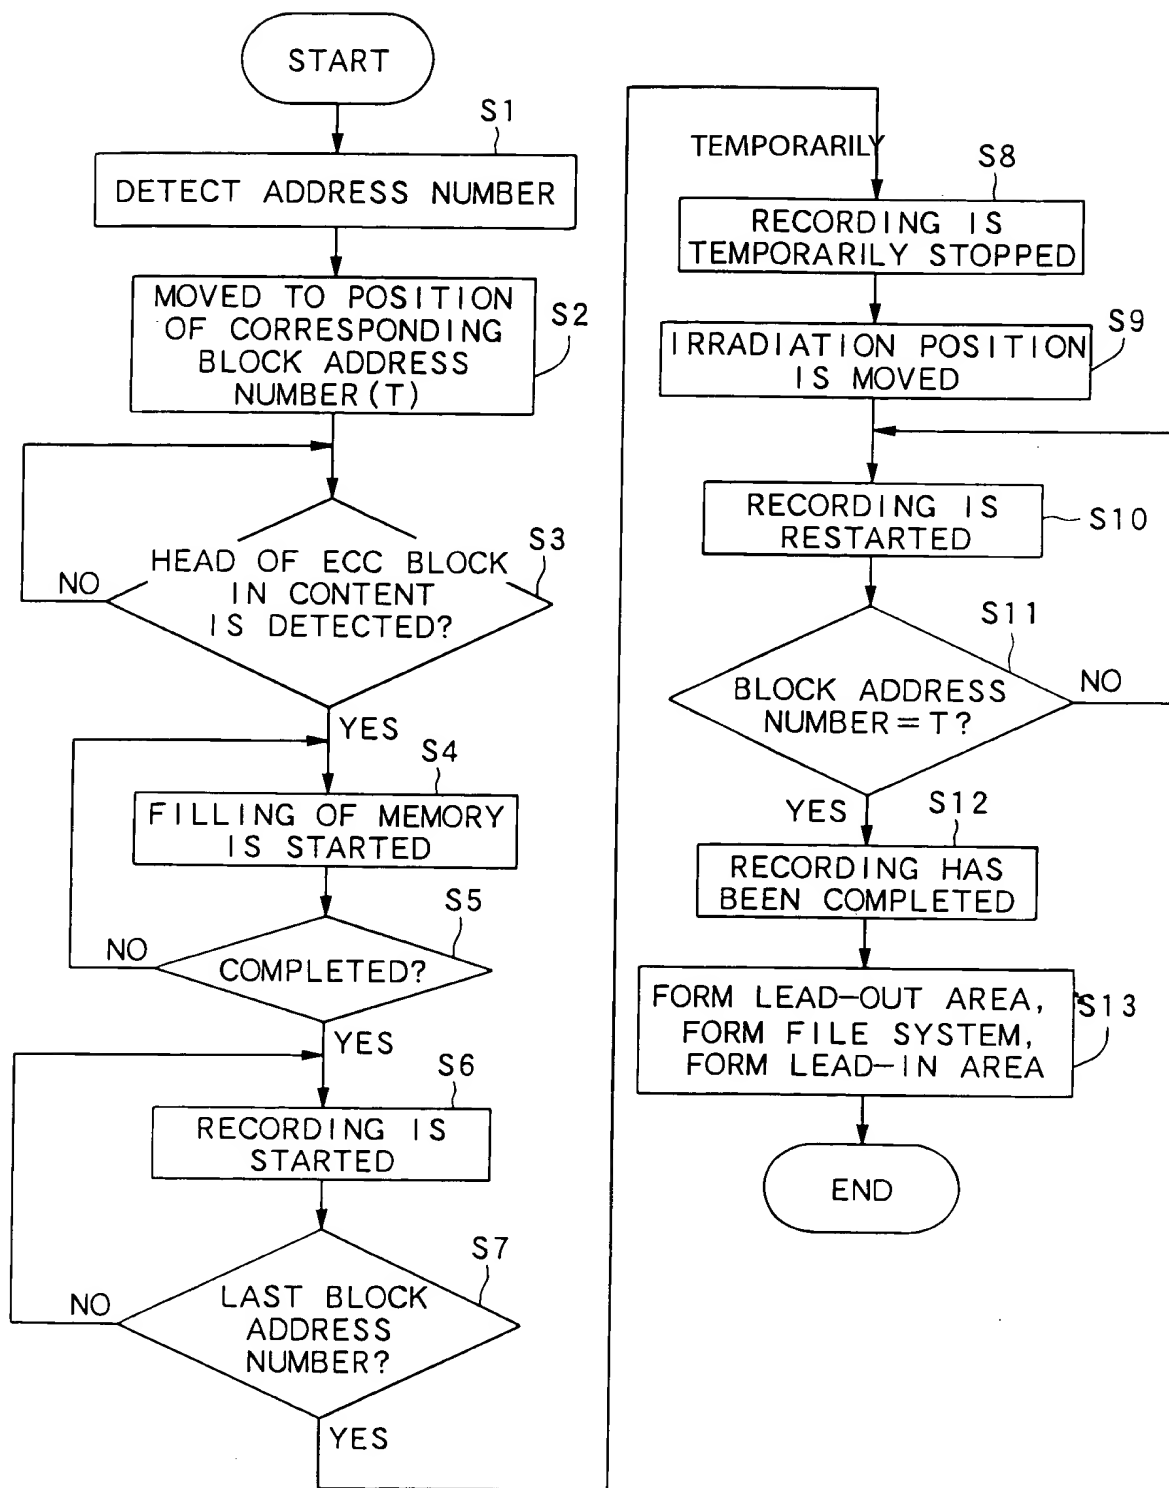 START
S1
DETECT ADDRESS NUMBER
MOVED TO POSITION
OF CORRESPONDING
BLOCK ADDRESS
NUMBER(T)
S2
S3
HEAD OF ECC BLOCK
IN CONTENT
IS DETECTED?
NO
YES
S4
FILLING OF MEMORY
IS STARTED
S5
COMPLETED?
NO
YES
S6
RECORDING IS
STARTED
S7
LAST BLOCK
ADDRESS
NUMBER?
NO
YES
TEMPORARILY
S8
RECORDING IS
TEMPORARILY STOPPED
S9
IRRADIATION POSITION
IS MOVED
RECORDING IS
RESTARTED
S10
S11
BLOCK ADDRESS
NUMBER=T?
NO
YES
S12
RECORDING HAS
BEEN COMPLETED
S13
FORM LEAD-OUT AREA,
FORM FILE SYSTEM,
FORM LEAD-IN AREA
END